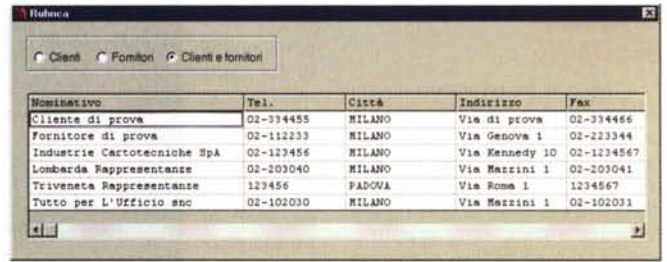 Rubrica
Clienti Fornitori Clienti e fornitori
Nominativo Tel. Città Indirizzo Fax
Cliente di prova 02-334455 MILANO Via di prova 02-334466
Fornitore di prova 02-112233 MILANO Via Genova 1 02-223344
Industrie Cartotecniche SpA 02-123456 MILANO Via Kennedy 10 02-1234567
Lombarda Rappresentanze 02-203040 MILANO Via Mazzini 1 02-203041
Triveneta Rappresentanze 123456 PADOVA Via Roma 1 1234567
Tutto per L'Ufficio snc 02-102030 MILANO Via Mazzini 1 02-102031